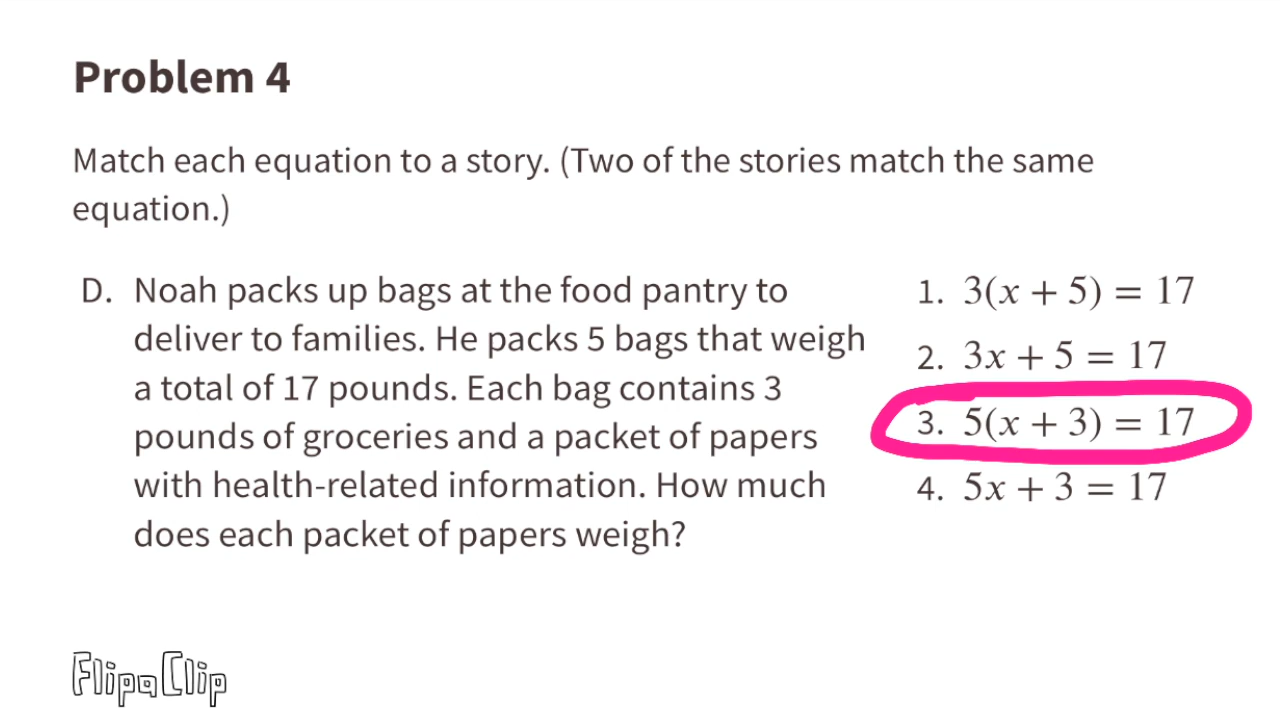 Problem 4
Match each equation to a story. (Two of the stories match the same
equation.)
D. Noah packs up bags at the food pantry to
deliver to families. He packs 5 bags that weigh
a total of 17 pounds. Each bag contains 3
pounds of groceries and a packet of papers
with health-related information. How much
does each packet of papers weigh?
1. 3(x + 5) = 17
2. 3x + 5 = 17
3. 5(x + 3) = 17
4. 5x + 3 = 17
FlipaClip